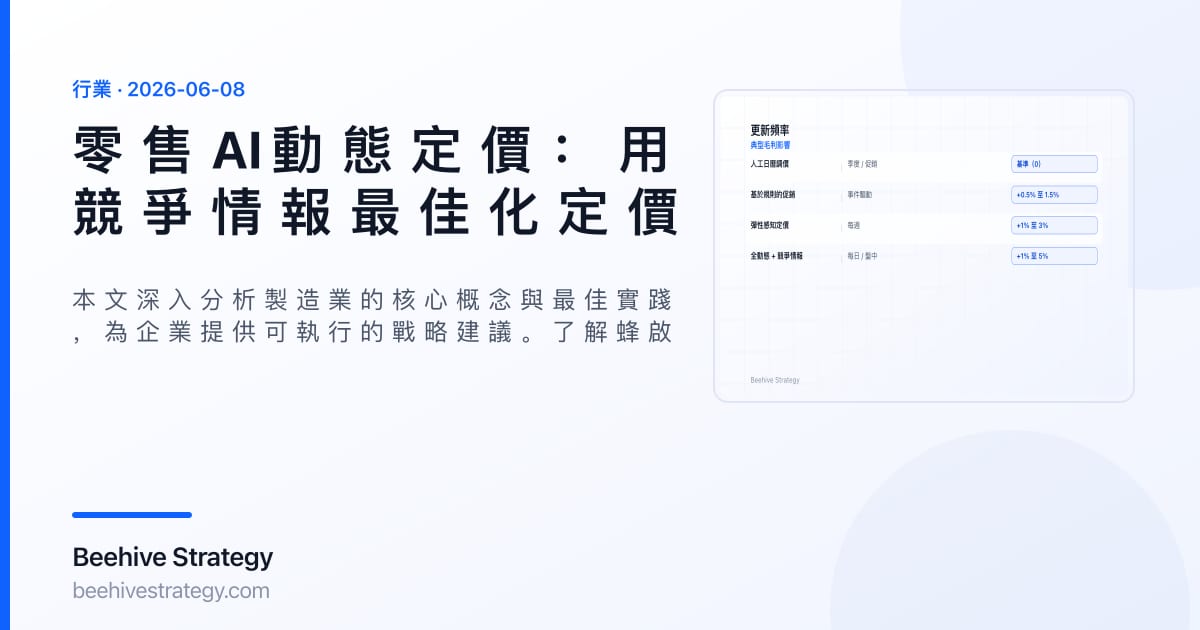 行業 · 2026-06-08
零售AI動態定價：用
競爭情報最佳化定價
本文深入分析製造業的核心概念與最佳實踐
，為企業提供可執行的戰略建議。了解蜂啟
Beehive Strategy
beehivestrategy.com
更新頻率
典型毛利影響
人工日曆調價 季度 / 促銷 基準（0）
基於規則的促銷 事件驅動 +0.5% 至 1.5%
彈性感知定價 每週 +1% 至 3%
全動態 + 競爭情報 每日 / 盤中 +1% 至 5%
Beehive Strategy